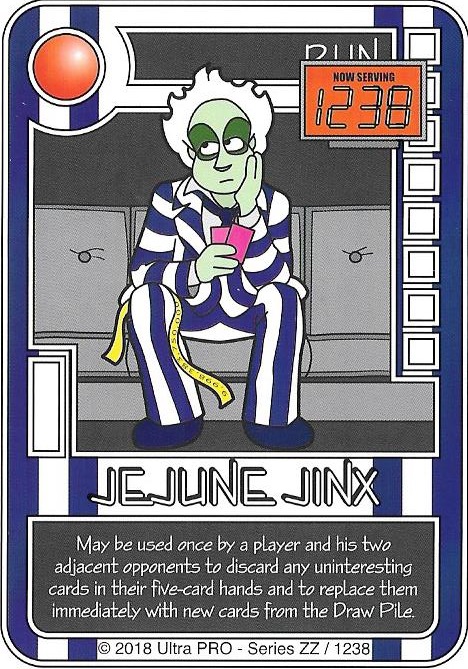 RUN
NOW SERVING
1238
JEJUNE JINX
May be used once by a player and his two
adjacent opponents to discard any uninteresting
cards in their five-card hands and to replace them
immediately with new cards from the Draw Pile.
© 2018 Ultra PRO - Series ZZ / 1238